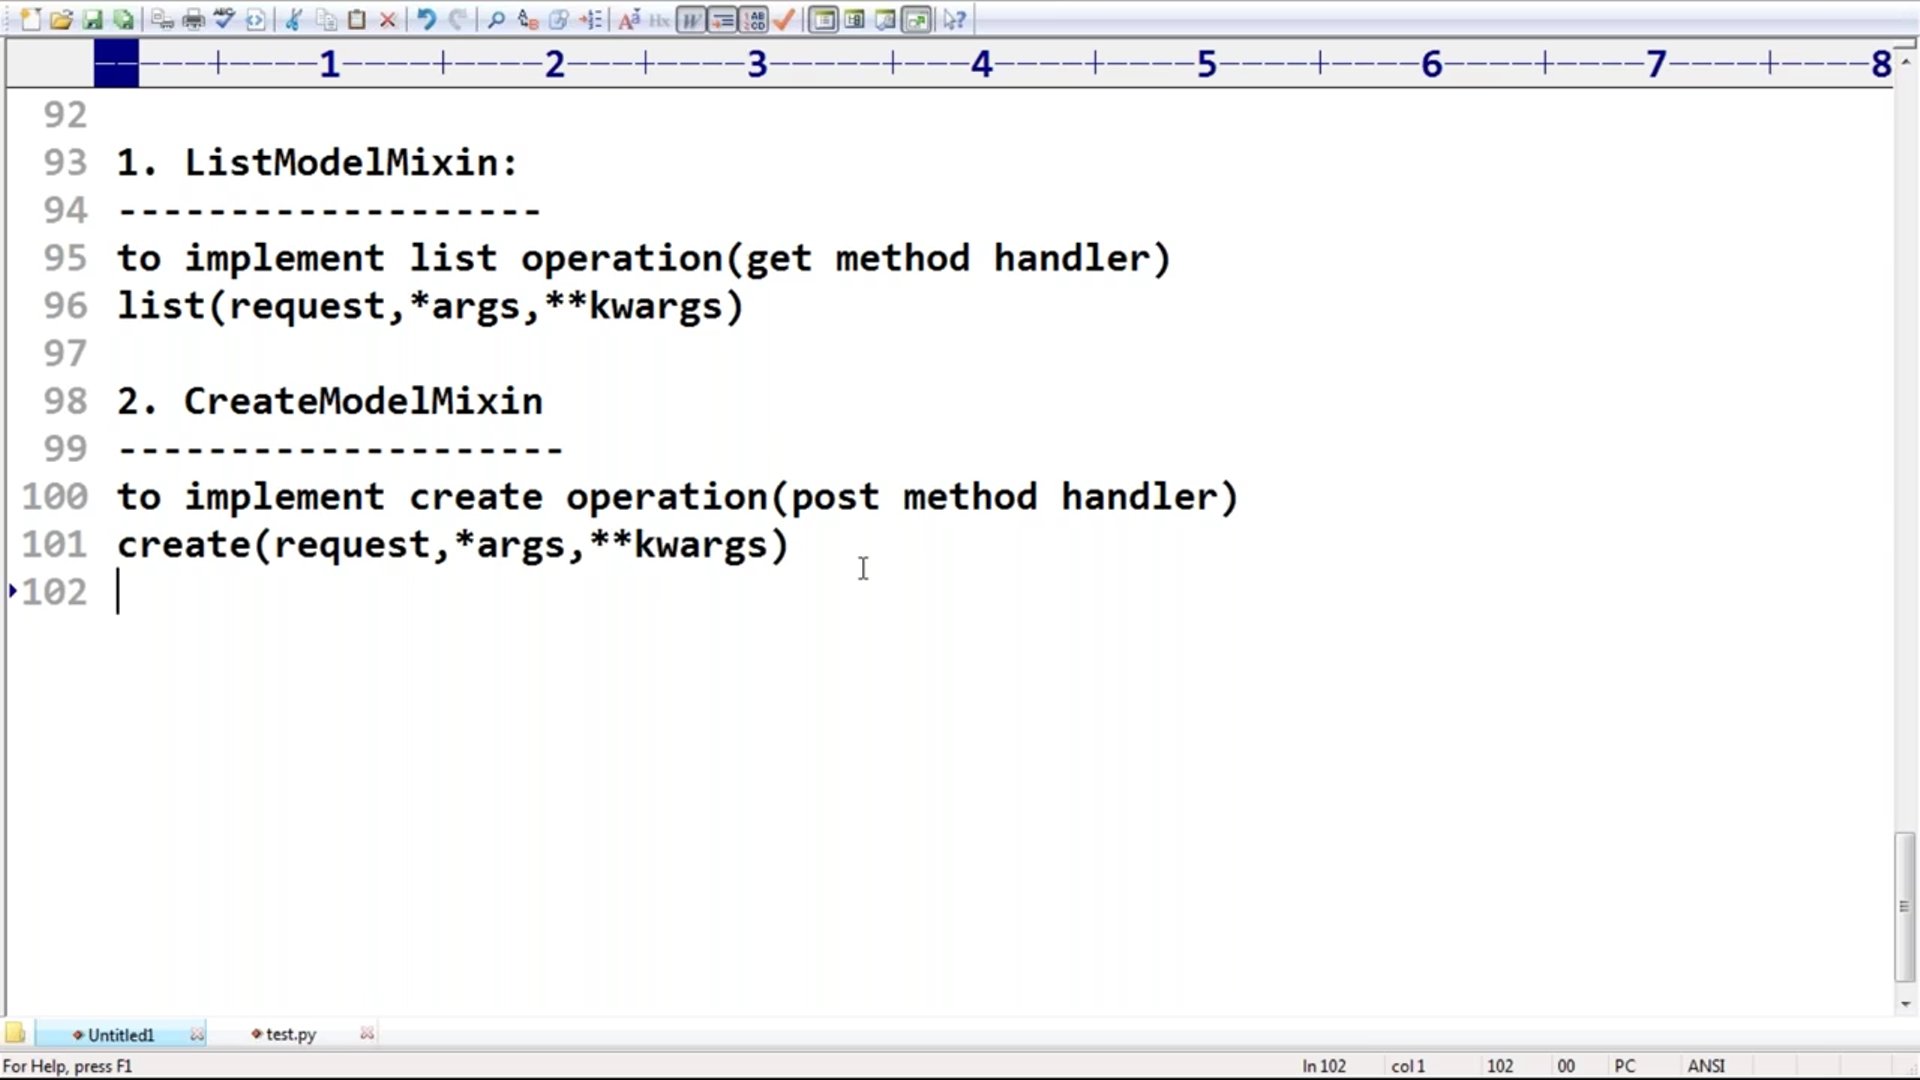 ----+----1----+----2----+----3----+----4----+----5----+----6----+----7----+----8
92
93 1. ListModelMixin:
94 -------------------
95 to implement list operation(get method handler)
96 list(request,*args,**kwargs)
97
98 2. CreateModelMixin
99 --------------------
100 to implement create operation(post method handler)
101 create(request,*args,**kwargs)
102
Untitled1 test.py
For Help, press F1 ln 102 col 1 102 00 PC ANSI